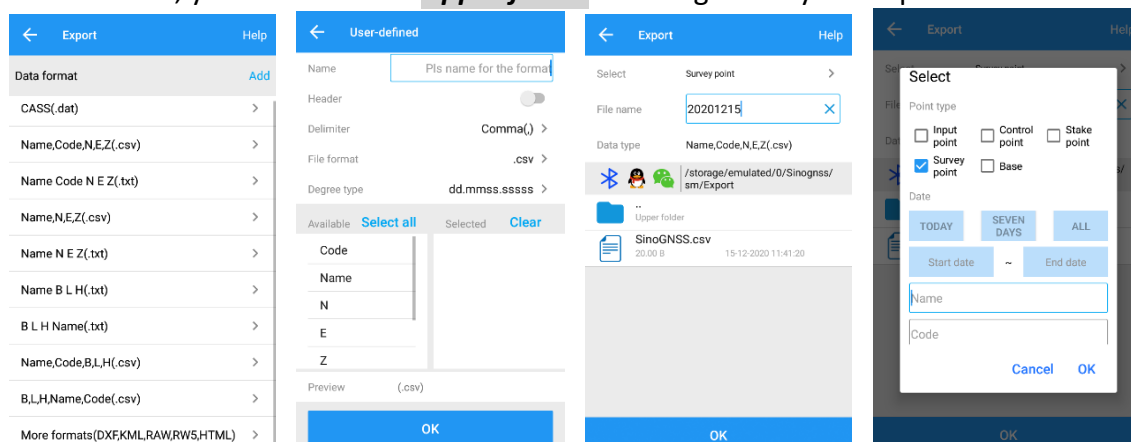 Export
Help
Data format
Add
CASS(.dat)
Name,Code,N,E,Z(.csv)
Name Code N E Z(.txt)
Name,N,E,Z(.csv)
Name N E Z(.txt)
Name B L H(.txt)
B L H Name(.txt)
Name,Code,B,L,H(.csv)
B,L,H,Name,Code(.csv)
More formats(DXF,KML,RAW,RW5,HTML)
User-defined
Name
Pls name for the format
Header
Delimiter
Comma(,)
File format
.csv
Degree type
dd.mmss.sssss
Available
Select all
Selected
Clear
Code
Name
N
E
Z
Preview
(.csv)
OK
Export
Help
Select
Survey point
File name
20201215
Data type
Name,Code,N,E,Z(.csv)
/storage/emulated/0/Sinognss/
sm/Export
..
Upper folder
SinoGNSS.csv
20.00 B
15-12-2020 11:41:20
OK
Export
Help
Select
Point type
Input
point
Control
point
Stake
point
Survey
point
Base
Date
TODAY
SEVEN
DAYS
ALL
Start date
~
End date
Name
Code
Cancel
OK
OK